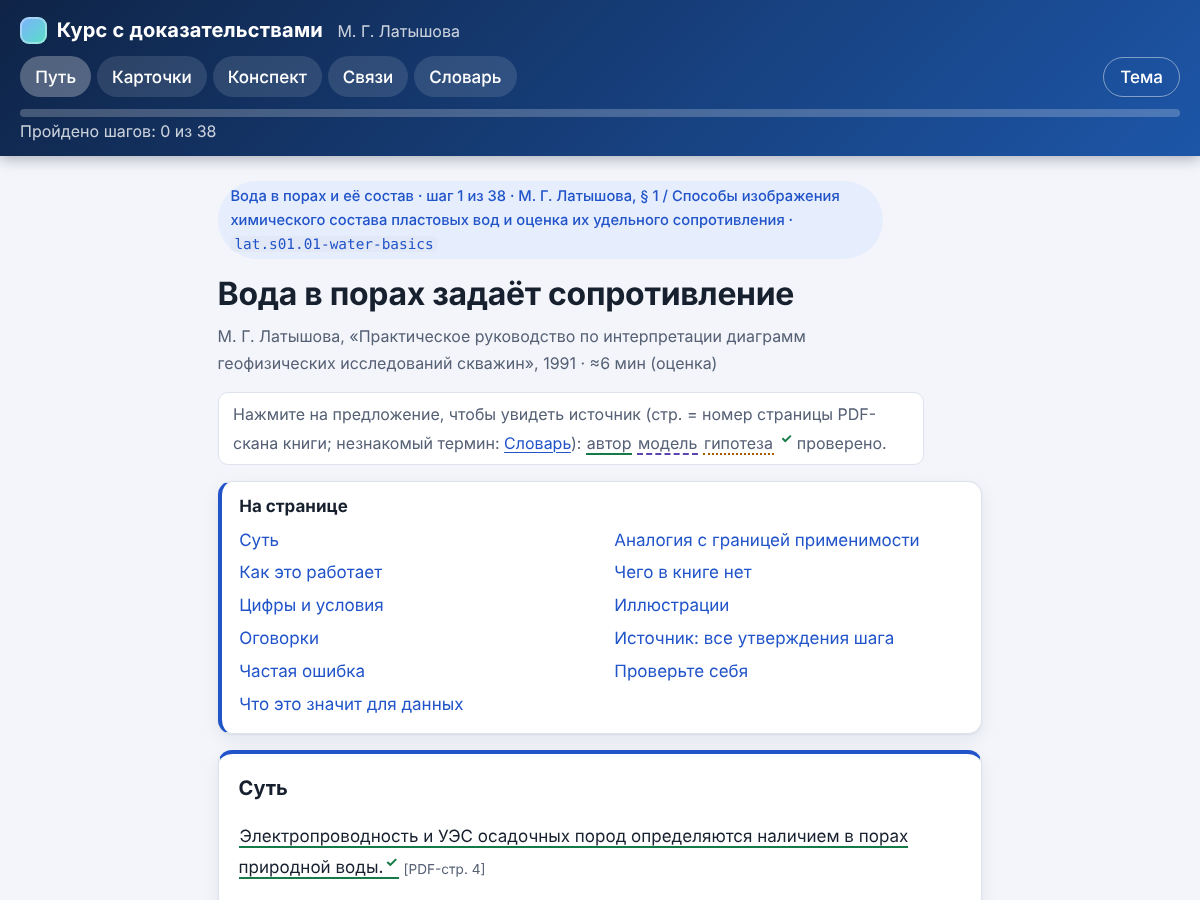 Курс с доказательствами М. Г. Латышова
Путь Карточки Конспект Связи Словарь Тема
Пройдено шагов: 0 из 38
Вода в порах и её состав · шаг 1 из 38 · М. Г. Латышова, § 1 / Способы изображения
химического состава пластовых вод и оценка их удельного сопротивления ·
lat.s01.01-water-basics
Вода в порах задаёт сопротивление
М. Г. Латышова, «Практическое руководство по интерпретации диаграмм
геофизических исследований скважин», 1991 · ≈6 мин (оценка)
Нажмите на предложение, чтобы увидеть источник (стр. = номер страницы PDF-
скана книги; незнакомый термин: Словарь): автор модель гипотеза ✓ проверено.
На странице
Суть
Как это работает
Цифры и условия
Оговорки
Частая ошибка
Что это значит для данных
Аналогия с границей применимости
Чего в книге нет
Иллюстрации
Источник: все утверждения шага
Проверьте себя
Суть
Электропроводность и УЭС осадочных пород определяются наличием в порах
природной воды.✓ [PDF-стр. 4]